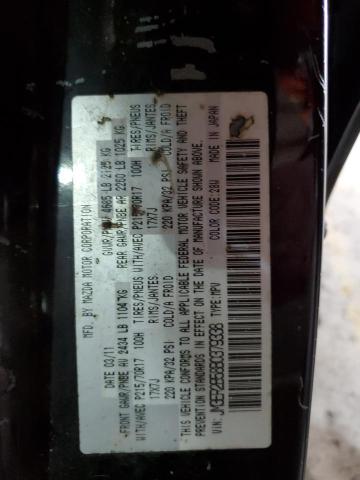 MFD. BY MAZDA MOTOR CORPORATION
DATE 03/11 GVWR/PNBV 4685 LB 2125 KG
FRONT GAWR/PNBE AV 2434 LB 1104 KG REAR GAWR/PNBE AR 2260 LB 1025 KG
WITH/AVEC P215/70R17 100H TIRES/PNEUS WITH/AVEC P215/70R17 100H TIRES/PNEUS
17X7J RIMS/JANTES 17X7J RIMS/JANTES
220 KPA/32 PSI COLD/A FROID 220 KPA/32 PSI COLD/A FROID
THIS VEHICLE CONFORMS TO ALL APPLICABLE FEDERAL MOTOR VEHICLE SAFETY AND THEFT
PREVENTION STANDARDS IN EFFECT ON THE DATE OF MANUFACTURE SHOWN ABOVE.
MADE IN JAPAN
TYPE: MPV COLOR CODE: 28W
VIN: